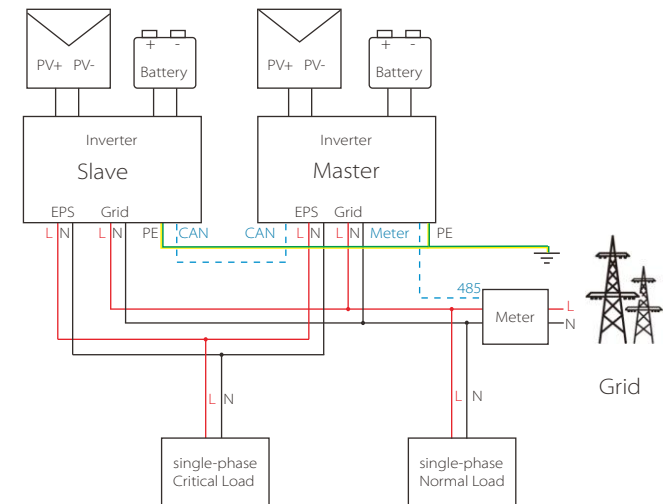 PV+ PV-
+ -
Battery
PV+ PV-
+ -
Battery
Inverter
Slave
Inverter
Master
EPS Grid
EPS Grid
L N L N PE CAN
CAN L N L N Meter PE
485
Meter
L
N
Grid
L N
L N
single-phase
Critical Load
single-phase
Normal Load